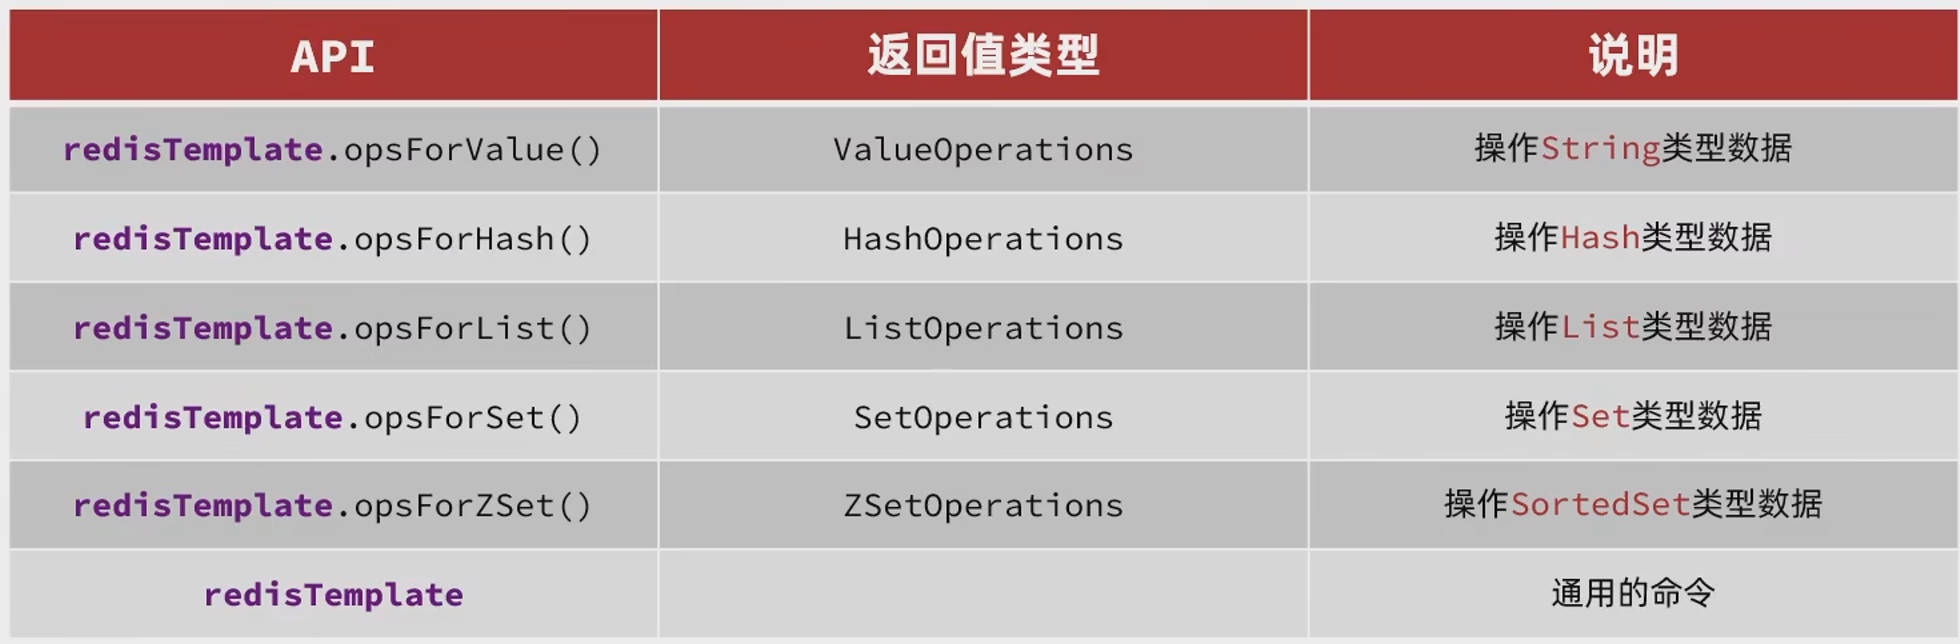 API 返回值类型 说明
redisTemplate.opsForValue() ValueOperations 操作String类型数据
redisTemplate.opsForHash() HashOperations 操作Hash类型数据
redisTemplate.opsForList() ListOperations 操作List类型数据
redisTemplate.opsForSet() SetOperations 操作Set类型数据
redisTemplate.opsForZSet() ZSetOperations 操作SortedSet类型数据
redisTemplate 通用的命令